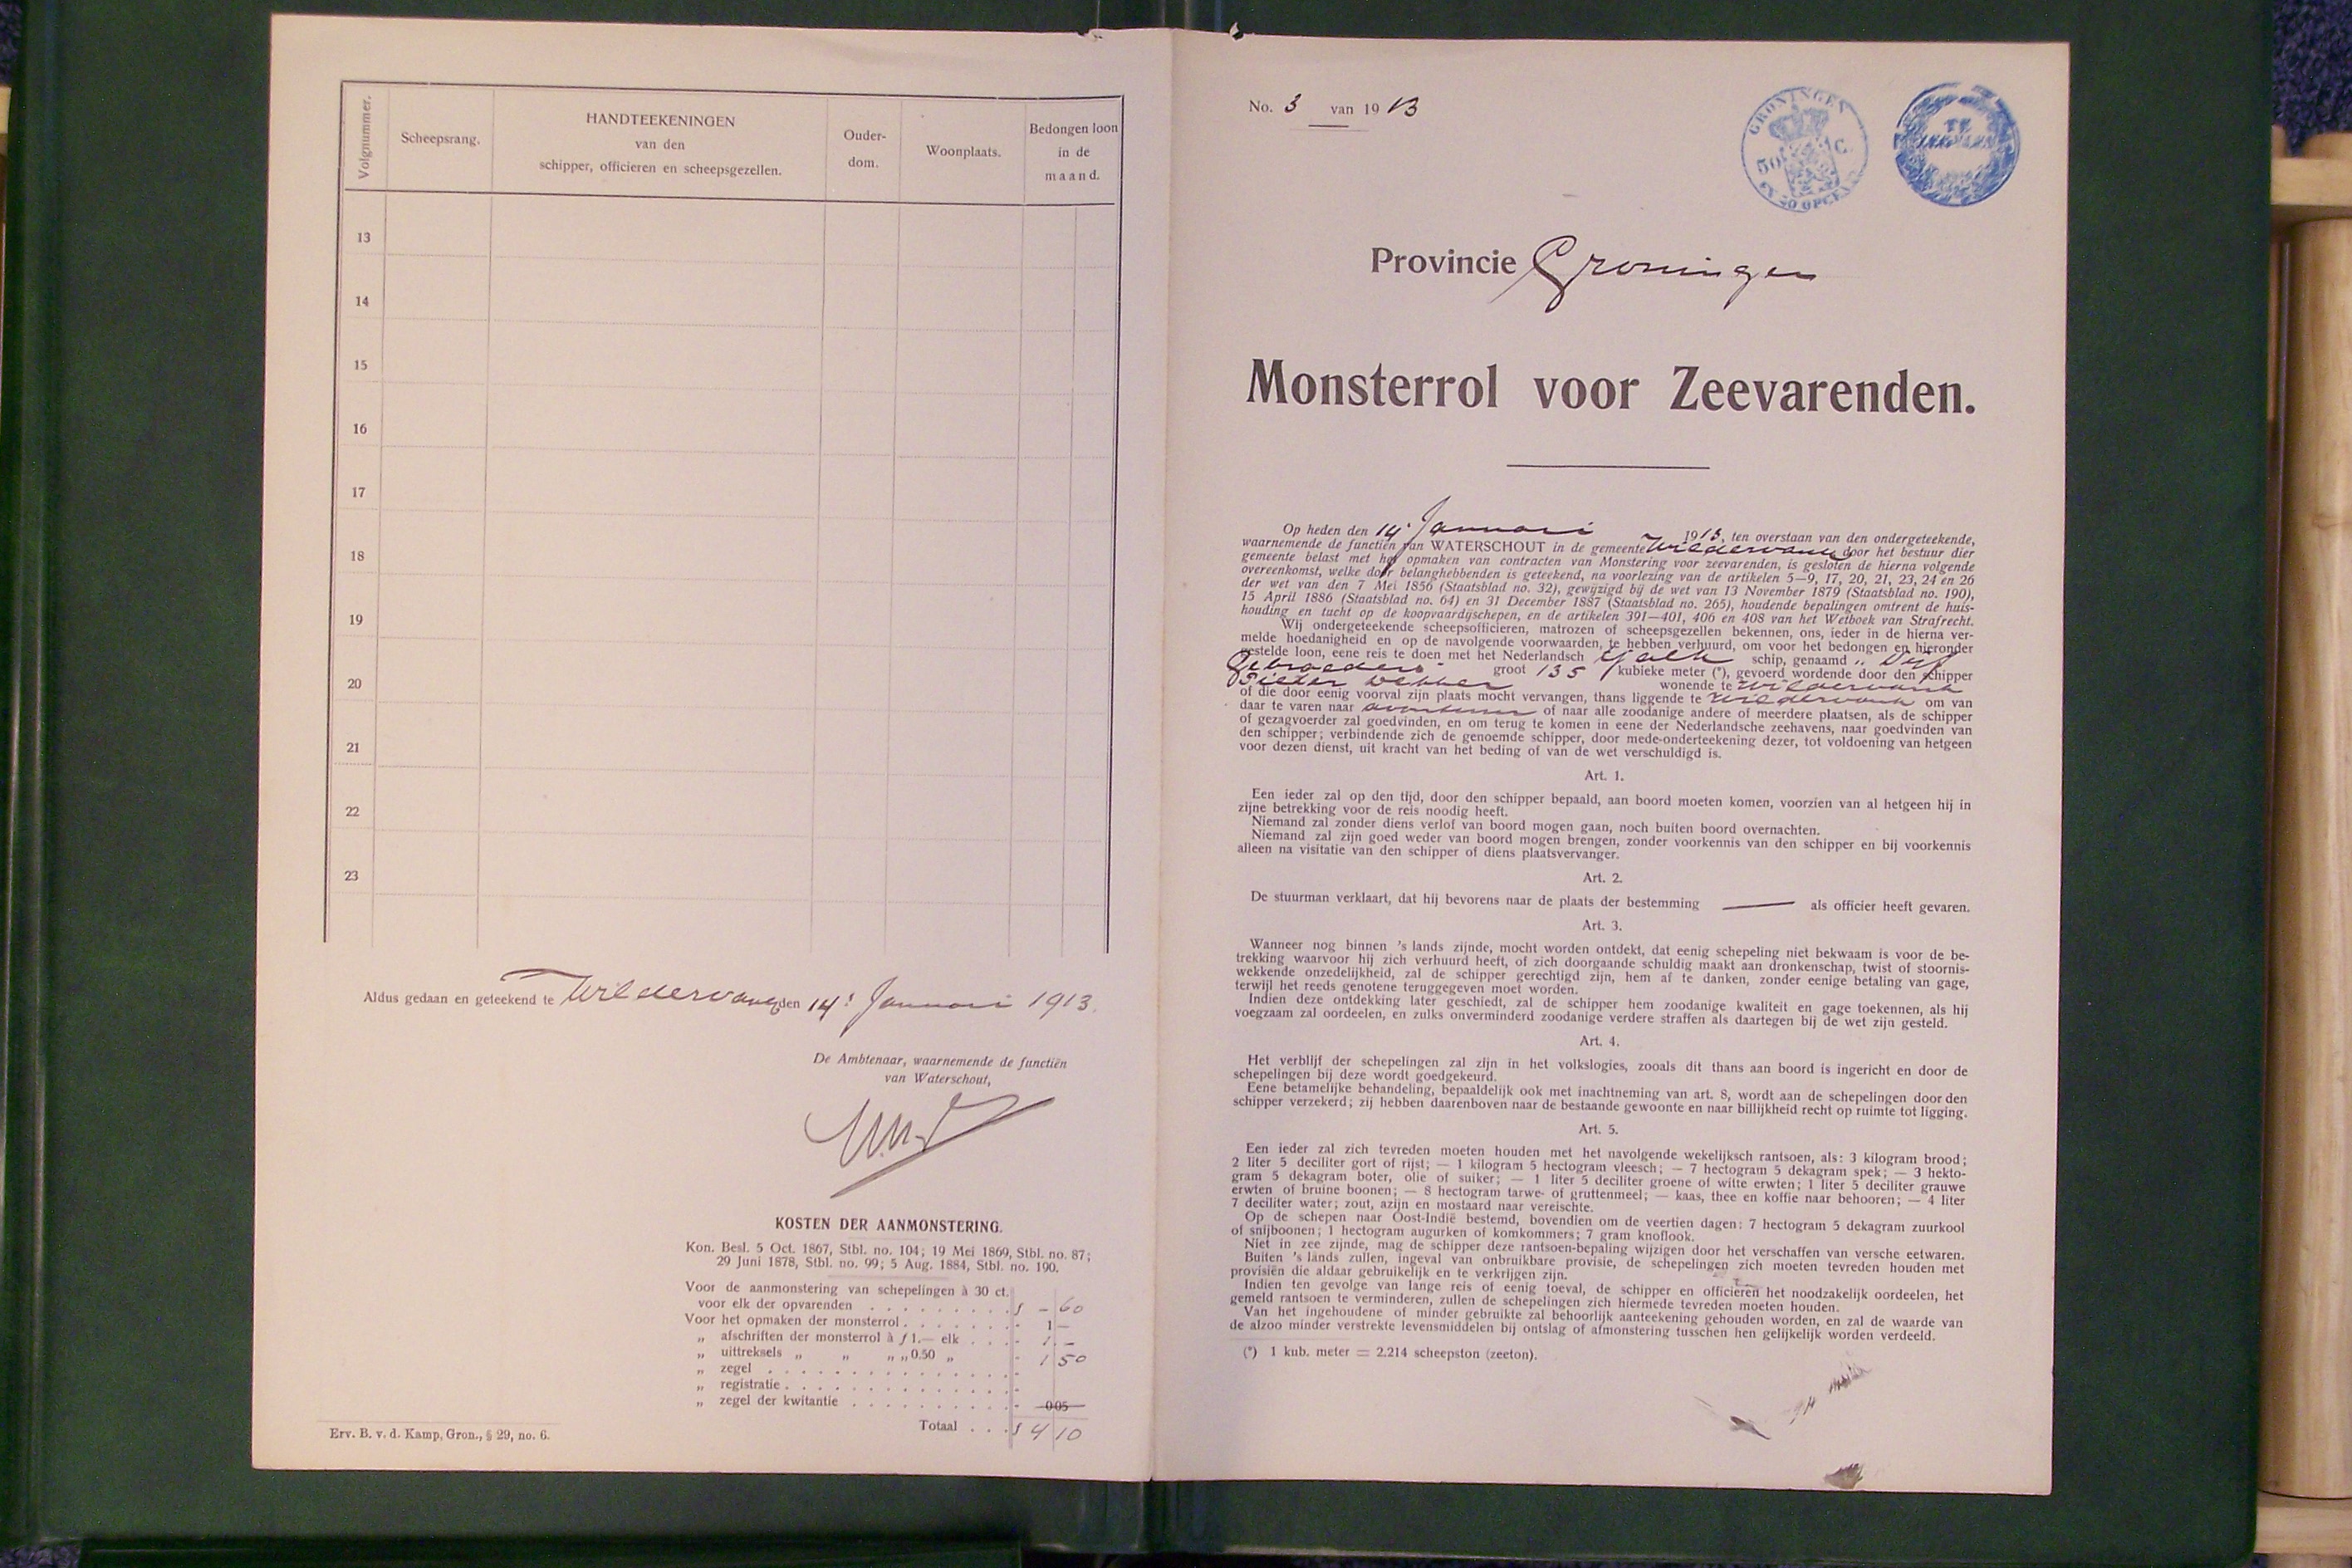 Volgnummer.
Scheepsrang.
HANDTEEKENINGEN
van den
schipper, officieren en scheepsgezellen.
Ouder-
dom.
Woonplaats.
Bedongen loon
in de
maand.
13
14
15
16
17
18
19
20
21
22
23
Aldus gedaan en geteekend te Wildervank den 14 Januari 1913.
De Ambtenaar, waarnemende de functiën
van Waterschout,
KOSTEN DER AANMONSTERING.
Kon. Besl. 5 Oct. 1867, Stbl. no. 104; 19 Mei 1869, Stbl. no. 87;
29 Juni 1878, Stbl. no. 99; 5 Aug. 1884, Stbl. no. 190.
Voor de aanmonstering van schepelingen à 30 ct.
voor elk der opvarenden . . . . . . . . . f - 60
Voor het opmaken der monsterrol . . . . . . . - 1 -
„ afschriften der monsterrol à f 1.— elk . . . - 1 -
„ uittreksels „ „ „ „ 0.50 „ - 1 50
„ zegel . . . . . . . . . . . . . . -
„ registratie . . . . . . . . . . . . . -
„ zegel der kwitantie . . . . . . . . . . - 0 05
Totaal . . . f 4 10
Erv. B. v. d. Kamp, Gron., § 29, no. 6.
No. 3 van 1913
GRONINGEN
50 C.
EN 50 OPCEN
Provincie Groningen
Monsterrol voor Zeevarenden.
Op heden den 14 Januari 1913, ten overstaan van den ondergeteekende,
waarnemende de functiën van WATERSCHOUT in de gemeente Wildervank door het bestuur dier
gemeente belast met het opmaken van contracten van Monstering voor zeevarenden, is gesloten de hierna volgende
overeenkomst, welke door belanghebbenden is geteekend, na voorlezing van de artikelen 5—9, 17, 20, 21, 23, 24 en 26
der wet van den 7 Mei 1856 (Staatsblad no. 32), gewijzigd bij de wet van 13 November 1879 (Staatsblad no. 190),
15 April 1886 (Staatsblad no. 64) en 31 December 1887 (Staatsblad no. 265), houdende bepalingen omtrent de huis-
houding en tucht op de koopvaardijschepen, en de artikelen 391—401, 406 en 408 van het Wetboek van Strafrecht.
Wij ondergeteekende scheepsofficieren, matrozen of scheepsgezellen bekennen, ons, ieder in de hierna ver-
melde hoedanigheid en op de navolgende voorwaarden, te hebben verhuurd, om voor het bedongen en hieronder
gestelde loon, eene reis te doen met het Nederlandsch tjalk schip, genaamd „
Gebroeders groot 135 kubieke meter (*), gevoerd wordende door den schipper
Pieter Dekker wonende te Wildervank
of die door eenig voorval zijn plaats mocht vervangen, thans liggende te Wildervank om van
daar te varen naar avontuur of naar alle zoodanige andere of meerdere plaatsen, als de schipper
of gezagvoerder zal goedvinden, en om terug te komen in eene der Nederlandsche zeehavens, naar goedvinden van
den schipper; verbindende zich de genoemde schipper, door mede-onderteekening dezer, tot voldoening van hetgeen
voor dezen dienst, uit kracht van het beding of van de wet verschuldigd is.
Art. 1.
Een ieder zal op den tijd, door den schipper bepaald, aan boord moeten komen, voorzien van al hetgeen hij in
zijne betrekking voor de reis noodig heeft.
Niemand zal zonder diens verlof van boord mogen gaan, noch buiten boord overnachten.
Niemand zal zijn goed weder van boord mogen brengen, zonder voorkennis van den schipper en bij voorkennis
alleen na visitatie van den schipper of diens plaatsvervanger.
Art. 2.
De stuurman verklaart, dat hij bevorens naar de plaats der bestemming — als officier heeft gevaren.
Art. 3.
Wanneer nog binnen 's lands zijnde, mocht worden ontdekt, dat eenig schepeling niet bekwaam is voor de be-
trekking waarvoor hij zich verhuurd heeft, of zich doorgaande schuldig maakt aan dronkenschap, twist of stoornis-
wekkende onzedelijkheid, zal de schipper gerechtigd zijn, hem af te danken, zonder eenige betaling van gage,
terwijl het reeds genotene teruggegeven moet worden.
Indien deze ontdekking later geschiedt, zal de schipper hem zoodanige kwaliteit en gage toekennen, als hij
voegzaam zal oordeelen, en zulks onverminderd zoodanige verdere straffen als daartegen bij de wet zijn gesteld.
Art. 4.
Het verblijf der schepelingen zal zijn in het volkslogies, zooals dit thans aan boord is ingericht en door de
schepelingen bij deze wordt goedgekeurd.
Eene betamelijke behandeling, bepaaldelijk ook met inachtneming van art. 8, wordt aan de schepelingen door den
schipper verzekerd; zij hebben daarenboven naar de bestaande gewoonte en naar billijkheid recht op ruimte tot ligging.
Art. 5.
Een ieder zal zich tevreden moeten houden met het navolgende wekelijksch rantsoen, als: 3 kilogram brood;
2 liter 5 deciliter gort of rijst; — 1 kilogram 5 hectogram vleesch; — 7 hectogram 5 dekagram spek; — 3 hekto-
gram 5 dekagram boter, olie of suiker; — 1 liter 5 deciliter groene of witte erwten; 1 liter 5 deciliter grauwe
erwten of bruine boonen; — 8 hectogram tarwe- of gruttenmeel; — kaas, thee en koffie naar behooren; — 4 liter
7 deciliter water; zout, azijn en mostaard naar vereischte.
Op de schepen naar Oost-Indië bestemd, bovendien om de veertien dagen: 7 hectogram 5 dekagram zuurkool
of snijboonen; 1 hectogram augurken of komkommers; 7 gram knoflook.
Niet in zee zijnde, mag de schipper deze rantsoen-bepaling wijzigen door het verschaffen van versche eetwaren.
Buiten 's lands zullen, ingeval van onbruikbare provisie, de schepelingen zich moeten tevreden houden met
provisiën die aldaar gebruikelijk en te verkrijgen zijn.
Indien ten gevolge van lange reis of eenig toeval, de schipper en officieren het noodzakelijk oordeelen, het
gemeld rantsoen te verminderen, zullen de schepelingen zich hiermede tevreden moeten houden.
Van het ingehoudene of minder gebruikte zal behoorlijk aanteekening gehouden worden, en zal de waarde van
de alzoo minder verstrekte levensmiddelen bij ontslag of afmonstering tusschen hen gelijkelijk worden verdeeld.
(*) 1 kub. meter = 2.214 scheepston (zeeton).